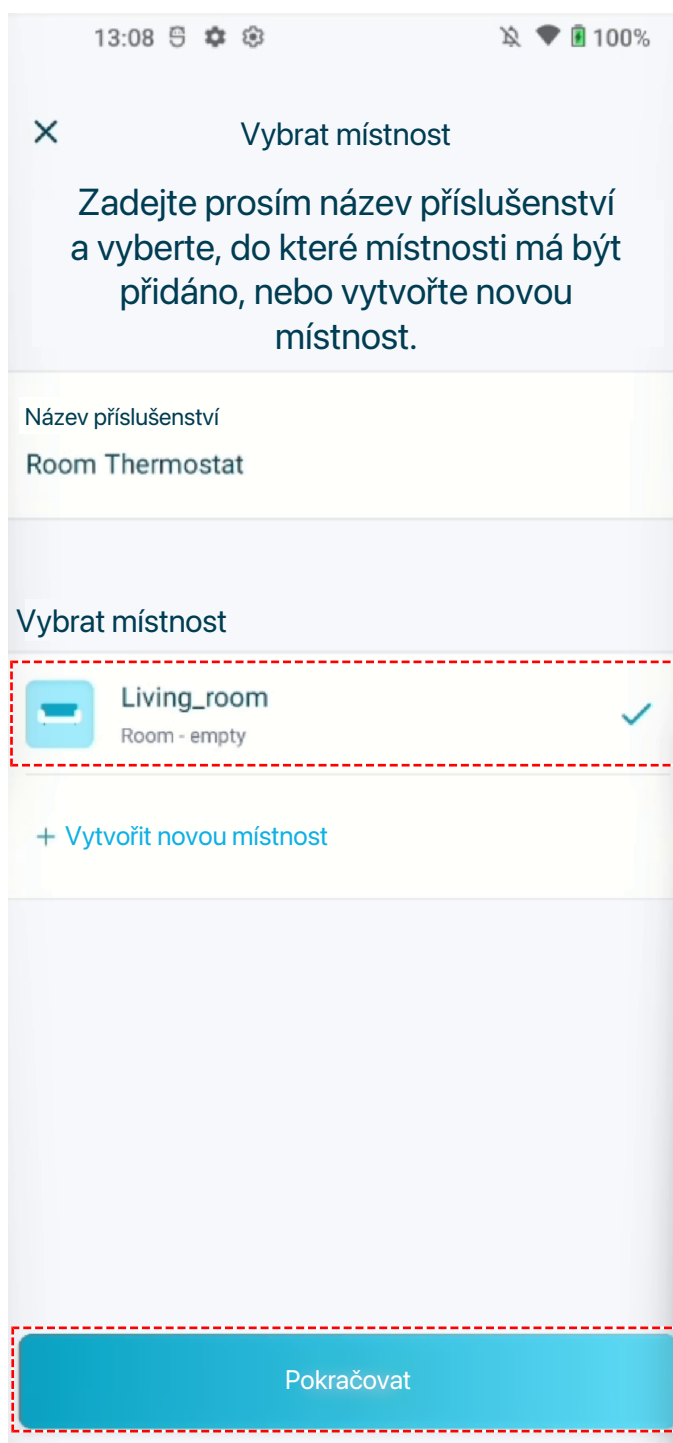 13:08
100%
Vybrat místnost
Zadejte prosím název příslušenství
a vyberte, do které místnosti má být
přidáno, nebo vytvořte novou
místnost.
Název příslušenství
Room Thermostat
Vybrat místnost
Living_room
Room - empty
+ Vytvořit novou místnost
Pokračovat